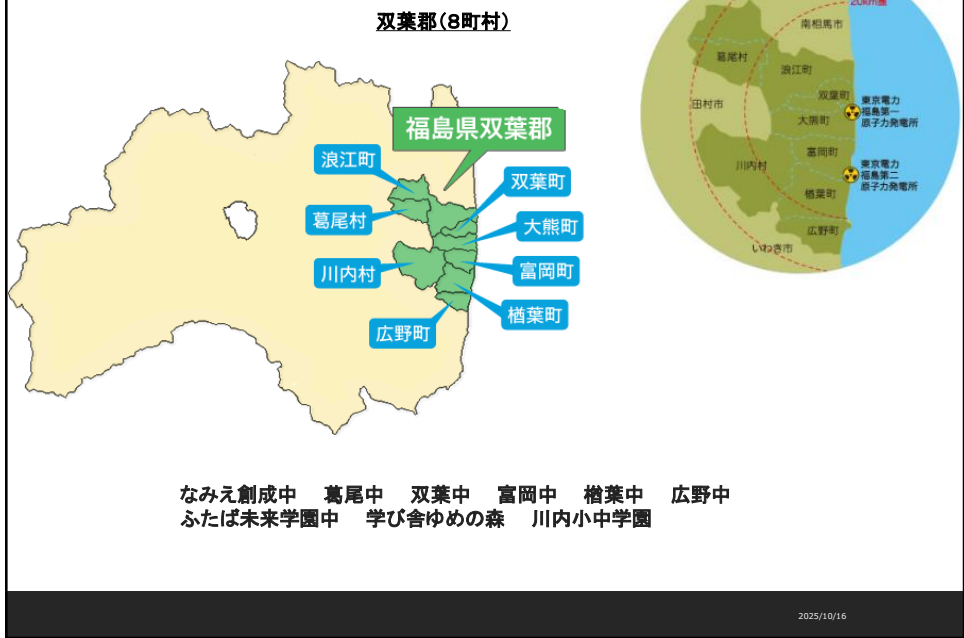 双葉郡（8町村）
福島県双葉郡
浪江町
双葉町
葛尾村
大熊町
川内村
富岡町
楢葉町
広野町
20km圏
南相馬市
葛尾村
浪江町
田村市
双葉町
東京電力
福島第一
原子力発電所
大熊町
富岡町
川内村
東京電力
福島第二
原子力発電所
楢葉町
広野町
いわき市
なみえ創成中　葛尾中　双葉中　富岡中　楢葉中　広野中
ふたば未来学園中　学び舎ゆめの森　川内小中学園
2025/10/16